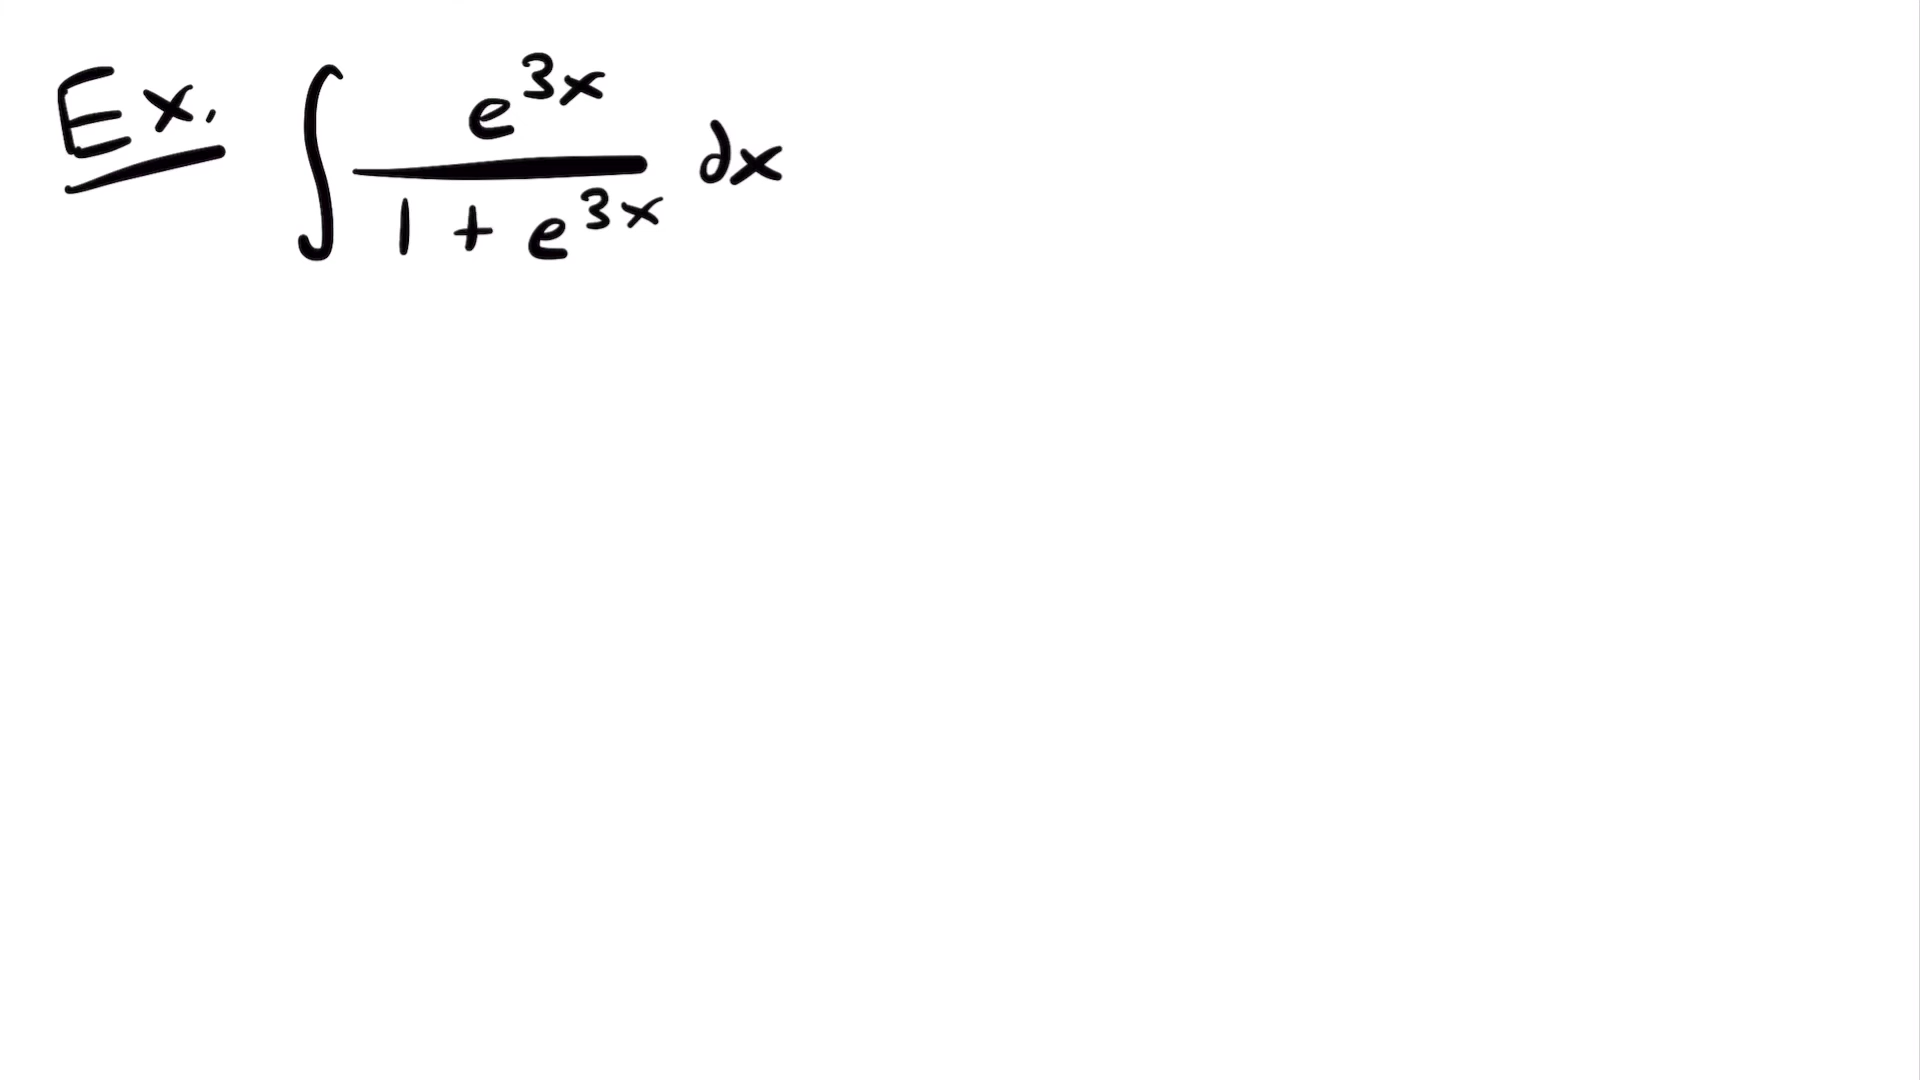 Ex. ∫ e^{3x} / (1 + e^{3x}) dx